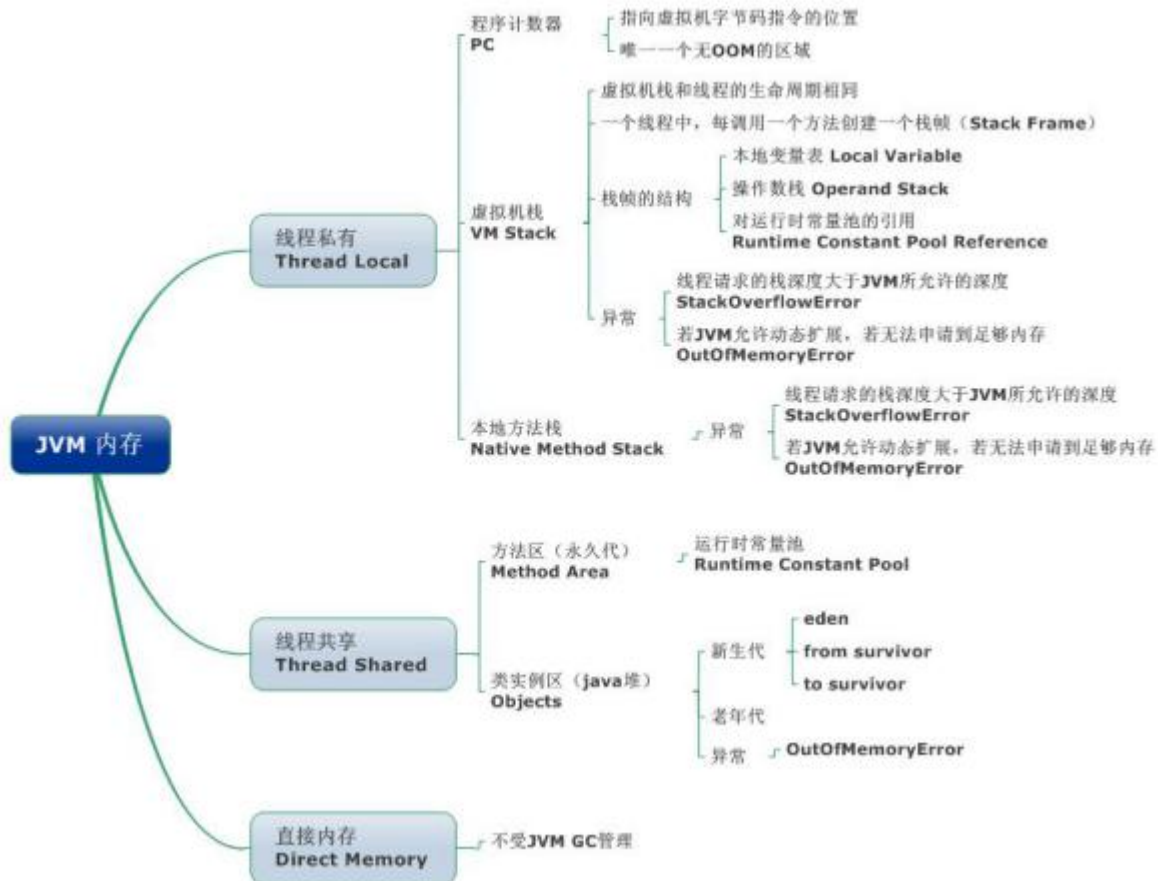 JVM 内存
线程私有
Thread Local
程序计数器
PC
指向虚拟机字节码指令的位置
唯一一个无OOM的区域
虚拟机栈
VM Stack
虚拟机栈和线程的生命周期相同
一个线程中，每调用一个方法创建一个栈帧（Stack Frame）
栈帧的结构
本地变量表 Local Variable
操作数栈 Operand Stack
对运行时常量池的引用
Runtime Constant Pool Reference
异常
线程请求的栈深度大于JVM所允许的深度
StackOverflowError
若JVM允许动态扩展，若无法申请到足够内存
OutOfMemoryError
本地方法栈
Native Method Stack
异常
线程请求的栈深度大于JVM所允许的深度
StackOverflowError
若JVM允许动态扩展，若无法申请到足够内存
OutOfMemoryError
线程共享
Thread Shared
方法区（永久代）
Method Area
运行时常量池
Runtime Constant Pool
类实例区（java堆）
Objects
新生代
eden
from survivor
to survivor
老年代
异常
OutOfMemoryError
直接内存
Direct Memory
不受JVM GC管理